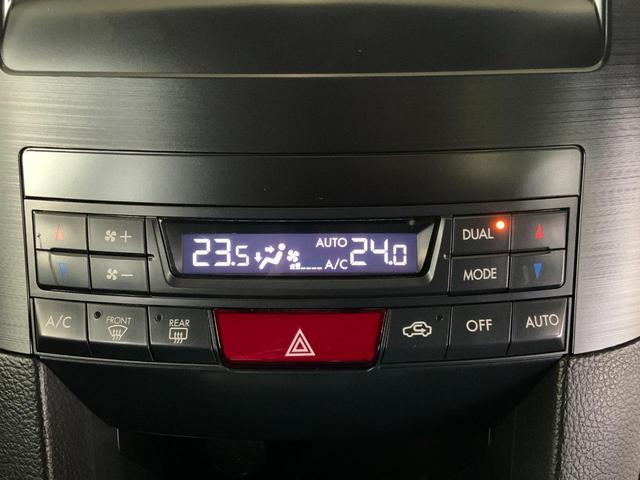 + 23.5 AUTO 24.0 DUAL
− A/C MODE
A/C FRONT REAR OFF AUTO